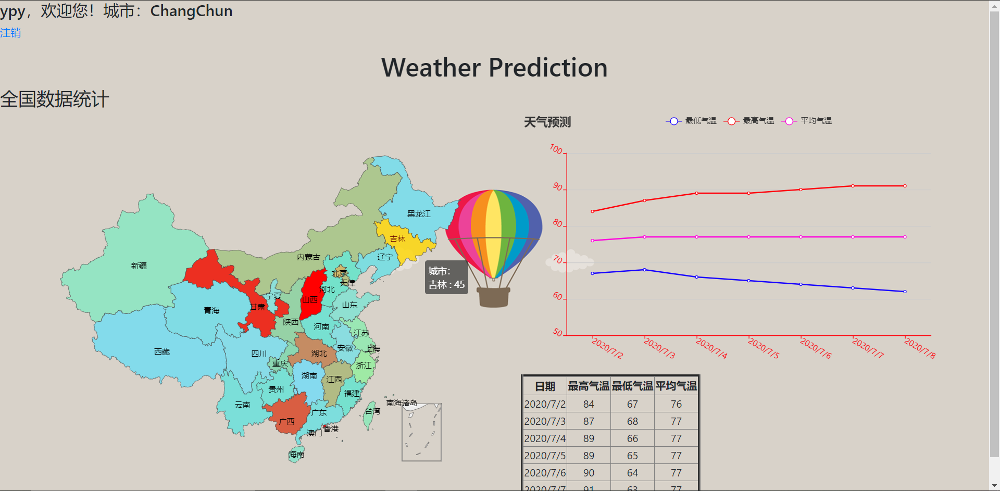 ypy，欢迎您！城市：ChangChun
注销
Weather Prediction
全国数据统计
天气预测
最低气温 最高气温 平均气温
100
90
80
70
60
50
2020/7/2 2020/7/3 2020/7/4 2020/7/5 2020/7/6 2020/7/7 2020/7/8
黑龙江
吉林
辽宁
内蒙古
新疆
北京
天津
河北
城市：
吉林 : 45
宁夏
山西
山东
甘肃
青海
陕西
河南
江苏
西藏
四川
安徽
上海
湖北
重庆
浙江
湖南
江西
贵州
福建
云南
南海诸岛
台湾
广东
广西
香港
澳门
海南
日期 最高气温 最低气温 平均气温
2020/7/2 84 67 76
2020/7/3 87 68 77
2020/7/4 89 66 77
2020/7/5 89 65 77
2020/7/6 90 64 77
2020/7/7 91 63 77